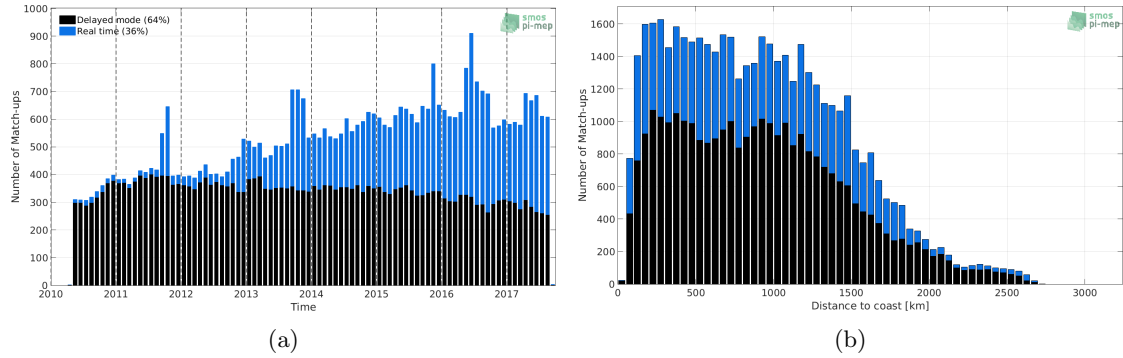 1000
900
800
700
600
500
400
300
200
100
0
Number of Match-ups
Delayed mode (64%)
Real time (36%)
smos
pi-mep
2010 2011 2012 2013 2014 2015 2016 2017
Time
(a)
1600
1400
1200
1000
800
600
400
200
0
Number of Match-ups
smos
pi-mep
0 500 1000 1500 2000 2500 3000
Distance to coast [km]
(b)